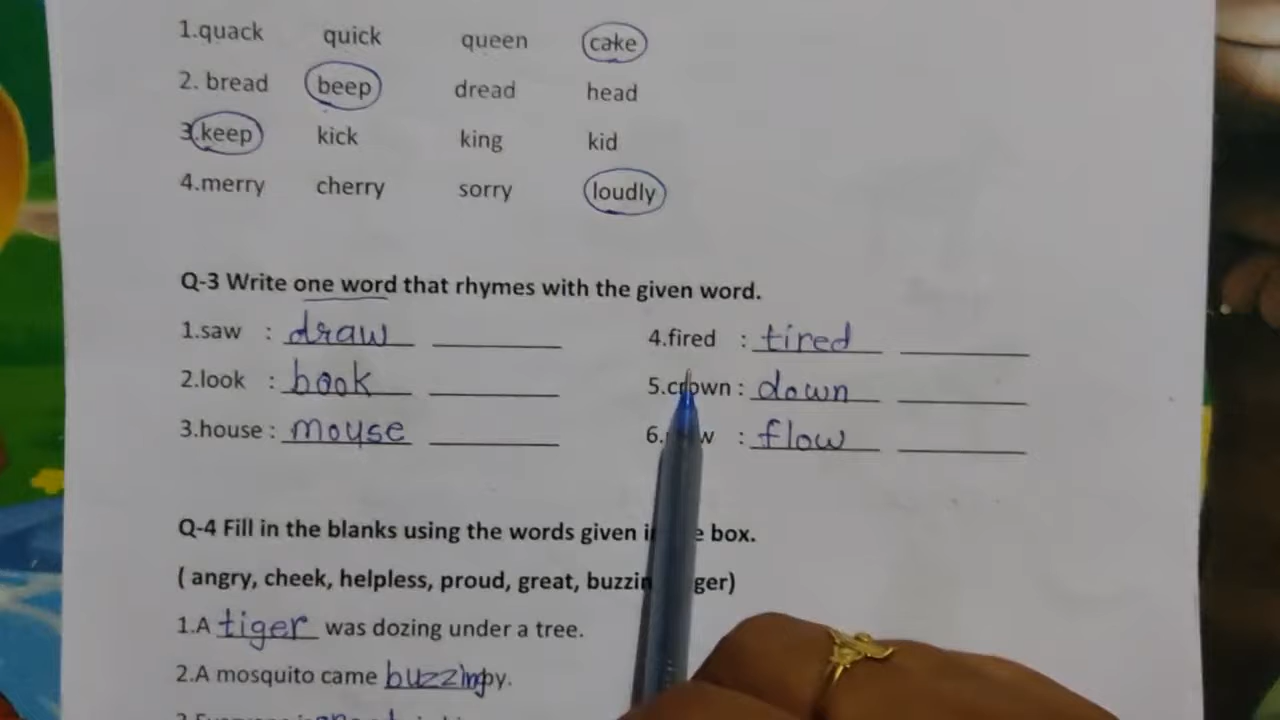 1.quack quick queen cake
2. bread beep dread head
3.keep kick king kid
4.merry cherry sorry loudly
Q-3 Write one word that rhymes with the given word.
1.saw : draw 4.fired : tired
2.look : book 5.crown : down
3.house : mouse 6. : flow
Q-4 Fill in the blanks using the words given box.
( angry, cheek, helpless, proud, great,
1.A tiger was dozing under a tree.
2.A mosquito came buzzing by.